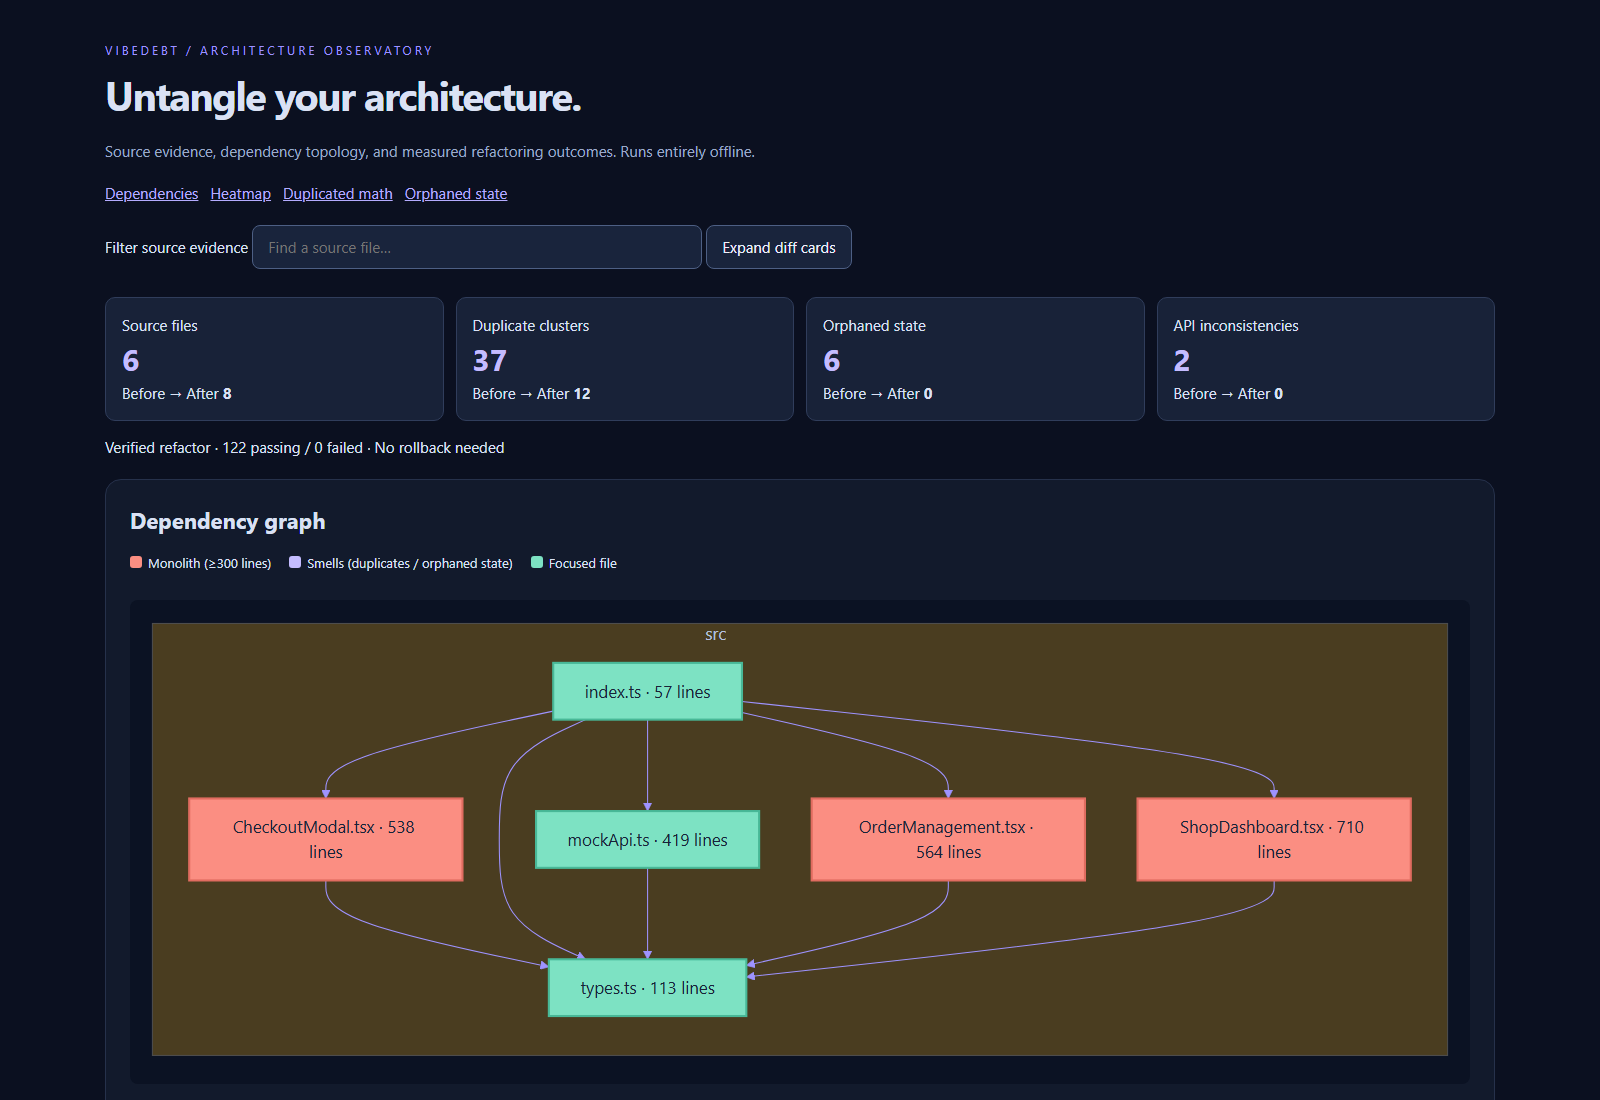 VIBEDEBT / ARCHITECTURE OBSERVATORY
Untangle your architecture.
Source evidence, dependency topology, and measured refactoring outcomes. Runs entirely offline.
Dependencies Heatmap Duplicated math Orphaned state
Filter source evidence Find a source file... Expand diff cards
Source files
6
Before → After 8
Duplicate clusters
37
Before → After 12
Orphaned state
6
Before → After 0
API inconsistencies
2
Before → After 0
Verified refactor · 122 passing / 0 failed · No rollback needed
Dependency graph
Monolith (≥300 lines) Smells (duplicates / orphaned state) Focused file
src
index.ts · 57 lines
CheckoutModal.tsx · 538
lines
mockApi.ts · 419 lines
OrderManagement.tsx ·
564 lines
ShopDashboard.tsx · 710
lines
types.ts · 113 lines